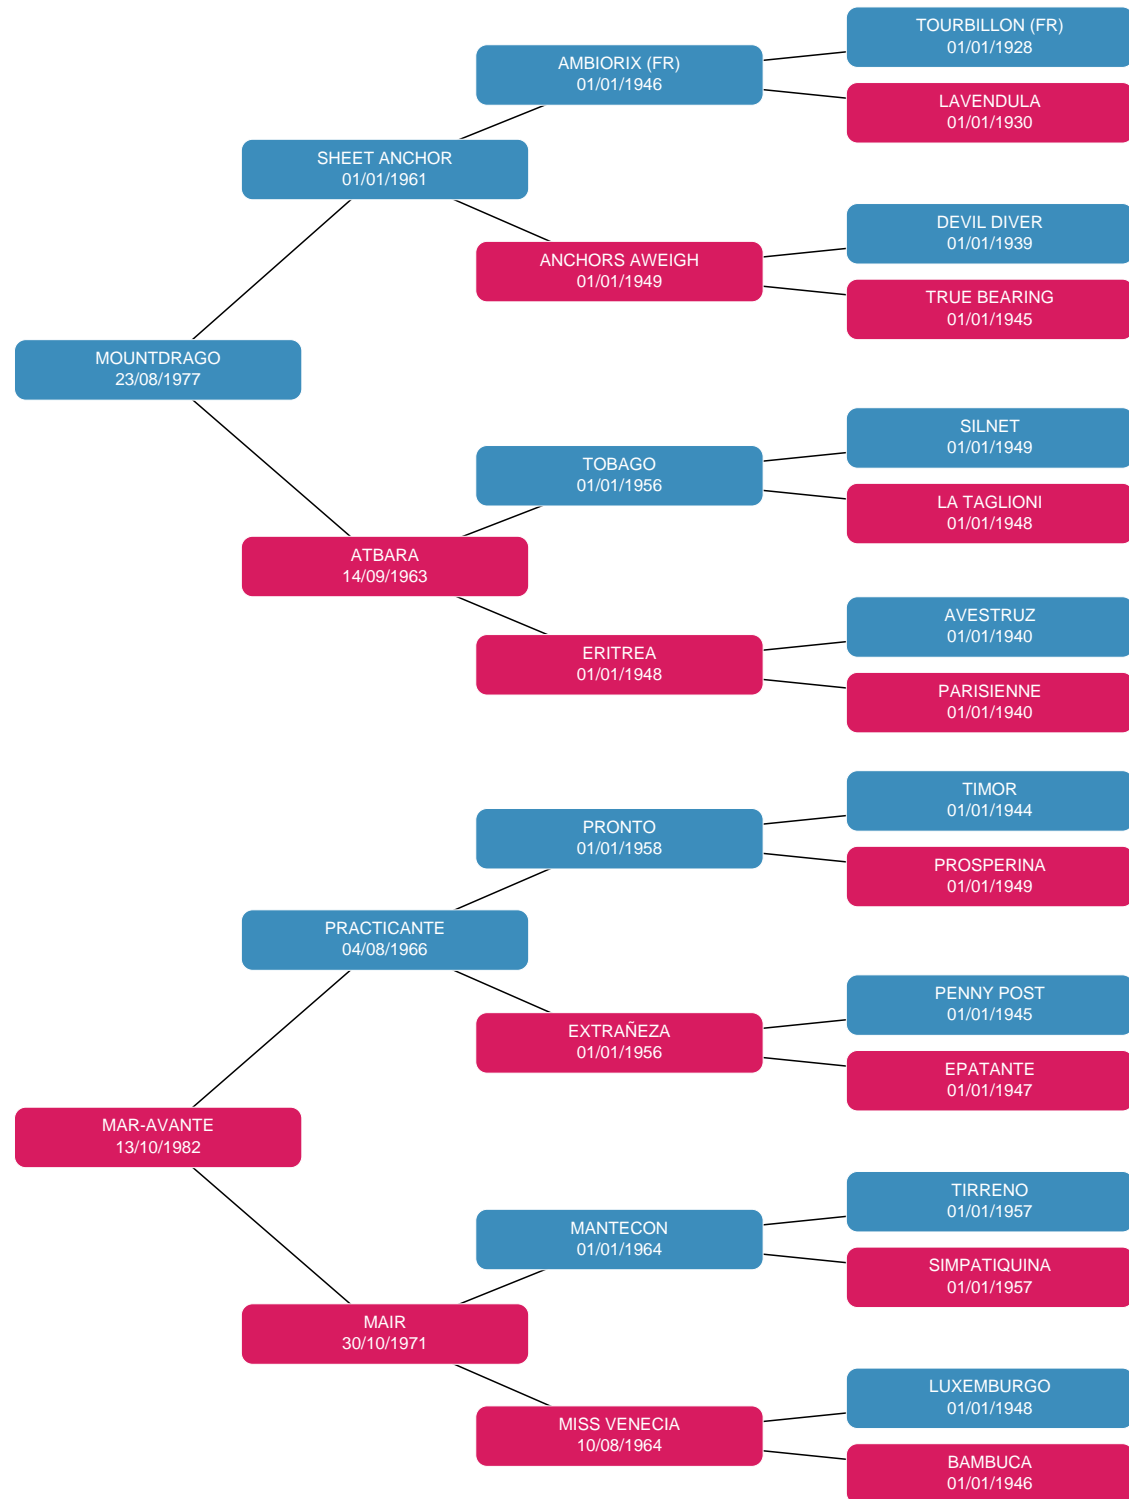 TOURBILLON (FR)
01/01/1928
AMBIORIX (FR)
01/01/1946
LAVENDULA
01/01/1930
SHEET ANCHOR
01/01/1961
DEVIL DIVER
01/01/1939
ANCHORS AWEIGH
01/01/1949
TRUE BEARING
01/01/1945
MOUNTDRAGO
23/08/1977
SILNET
01/01/1949
TOBAGO
01/01/1956
LA TAGLIONI
01/01/1948
ATBARA
14/09/1963
AVESTRUZ
01/01/1940
ERITREA
01/01/1948
PARISIENNE
01/01/1940
TIMOR
01/01/1944
PRONTO
01/01/1958
PROSPERINA
01/01/1949
PRACTICANTE
04/08/1966
PENNY POST
01/01/1945
EXTRAÑEZA
01/01/1956
EPATANTE
01/01/1947
MAR-AVANTE
13/10/1982
TIRRENO
01/01/1957
MANTECON
01/01/1964
SIMPATIQUINA
01/01/1957
MAIR
30/10/1971
LUXEMBURGO
01/01/1948
MISS VENECIA
10/08/1964
BAMBUCA
01/01/1946